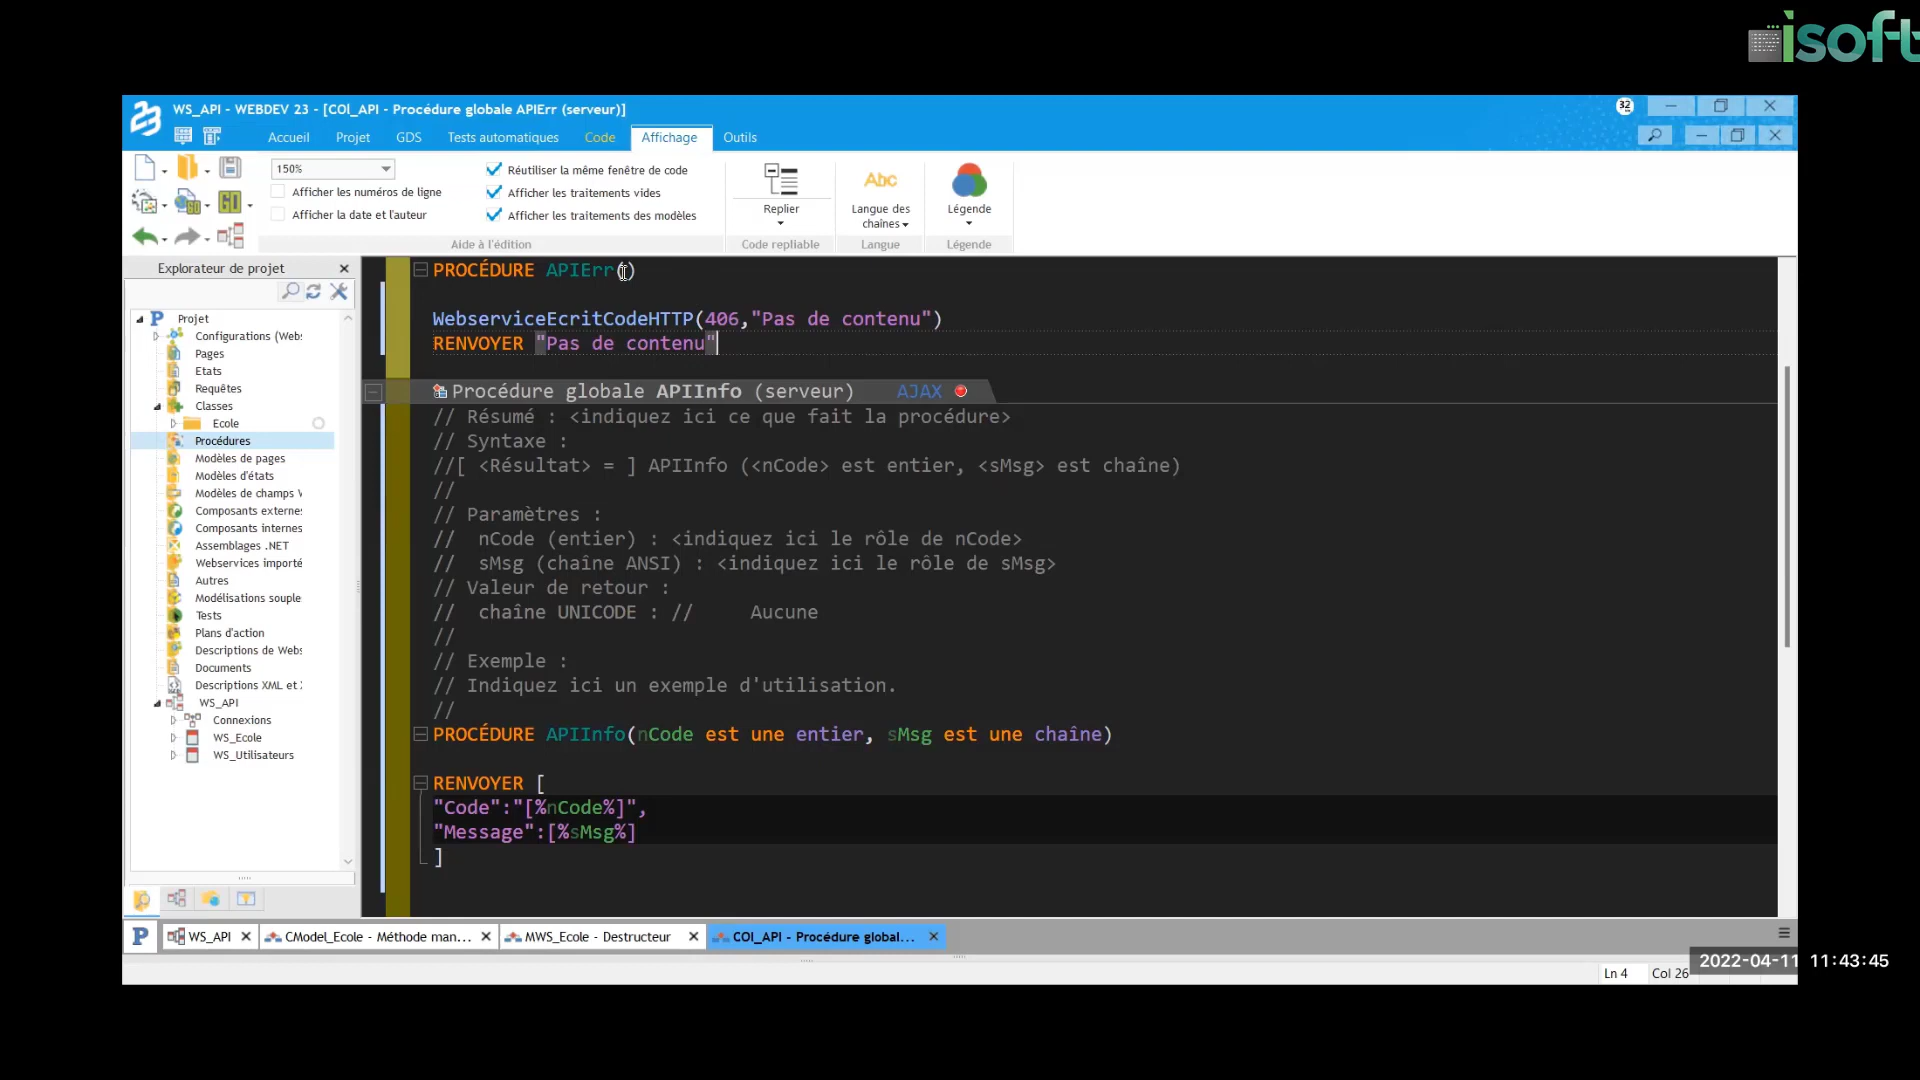 isoft
WS_API - WEBDEV 23 - [COl_API - Procédure globale APIErr (serveur)]
32
Accueil
Projet
GDS
Tests automatiques
Code
Affichage
Outils
150%
Afficher les numéros de ligne
Afficher la date et l'auteur
Réutiliser la même fenêtre de code
Afficher les traitements vides
Afficher les traitements des modèles
Aide à l'édition
Replier
Code repliable
Abc
Langue des
chaînes
Langue
Légende
Légende
Explorateur de projet
Projet
Configurations (Webs
Pages
Etats
Requêtes
Classes
Ecole
Procédures
Modèles de pages
Modèles d'états
Modèles de champs W
Composants externe:
Composants internes
Assemblages .NET
Webservices importé
Autres
Modélisations souple
Tests
Plans d'action
Descriptions de Webs
Documents
Descriptions XML et
WS_API
Connexions
WS_Ecole
WS_Utilisateurs
PROCÉDURE APIErr()
WebserviceEcritCodeHTTP(406,"Pas de contenu")
RENVOYER "Pas de contenu"
Procédure globale APIInfo (serveur) AJAX
// Résumé : <indiquez ici ce que fait la procédure>
// Syntaxe :
//[ <Résultat> = ] APIInfo (<nCode> est entier, <sMsg> est chaîne)
//
// Paramètres :
// nCode (entier) : <indiquez ici le rôle de nCode>
// sMsg (chaîne ANSI) : <indiquez ici le rôle de sMsg>
// Valeur de retour :
// chaîne UNICODE : // Aucune
//
// Exemple :
// Indiquez ici un exemple d'utilisation.
//
PROCÉDURE APIInfo(nCode est une entier, sMsg est une chaîne)
RENVOYER [
"Code":"[%nCode%]",
"Message":[%sMsg%]
]
WS_API
CModel_Ecole - Méthode man...
MWS_Ecole - Destructeur
COl_API - Procédure global...
2022-04-11 11:43:45
Ln 4
Col 26